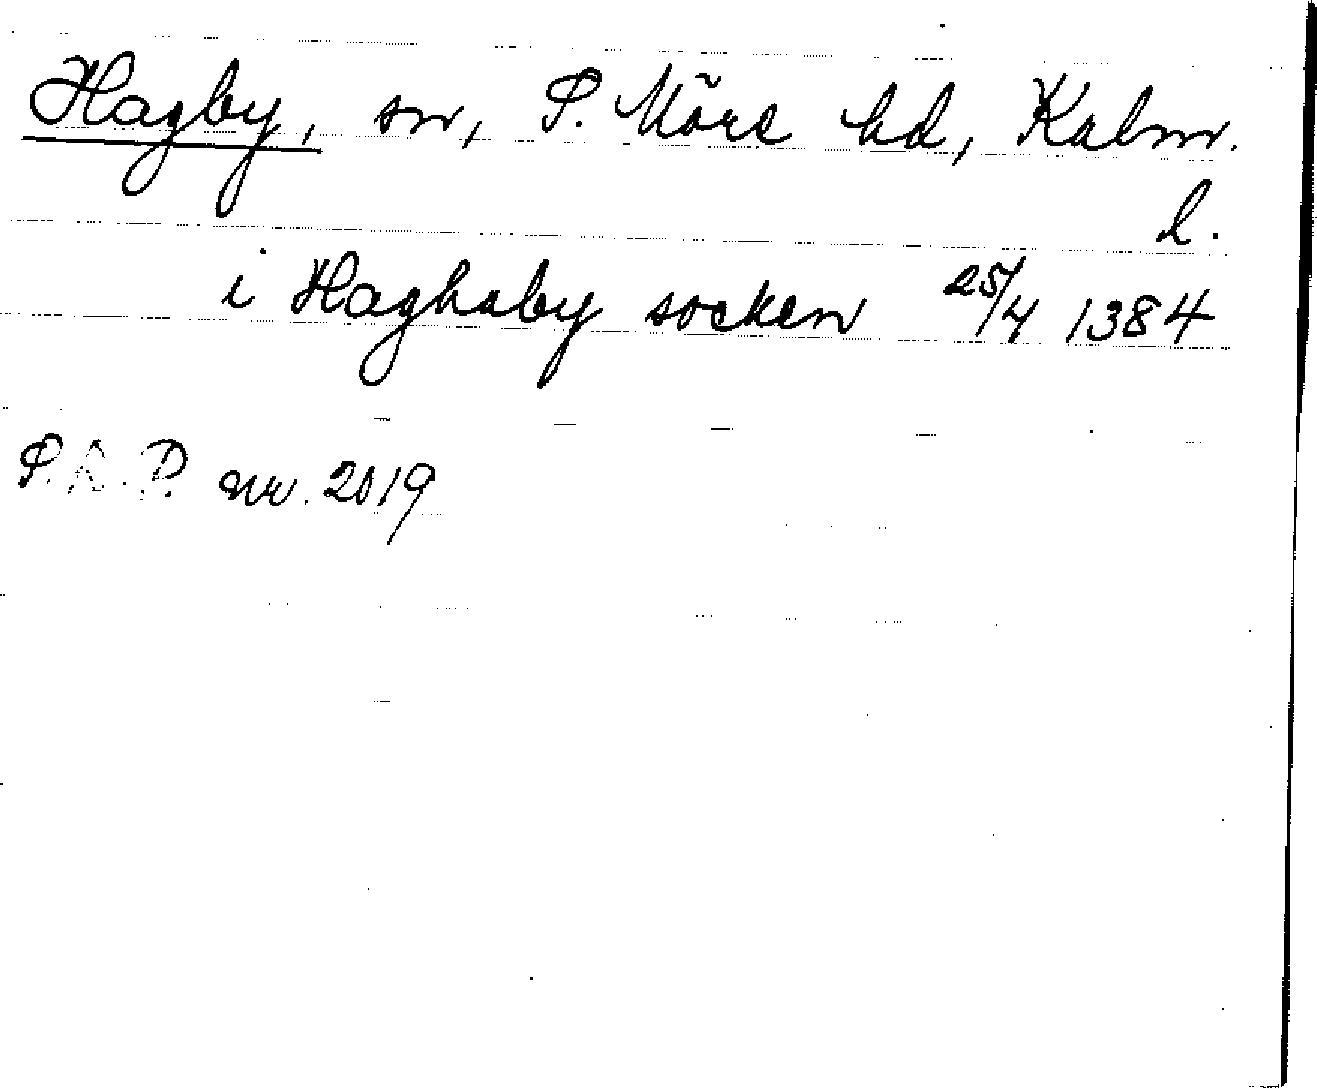 Hagby, sn, S. Möre hd, Kalm.
l.
i Haghaby socken 25/4 1384
S.R.P. nr. 2019